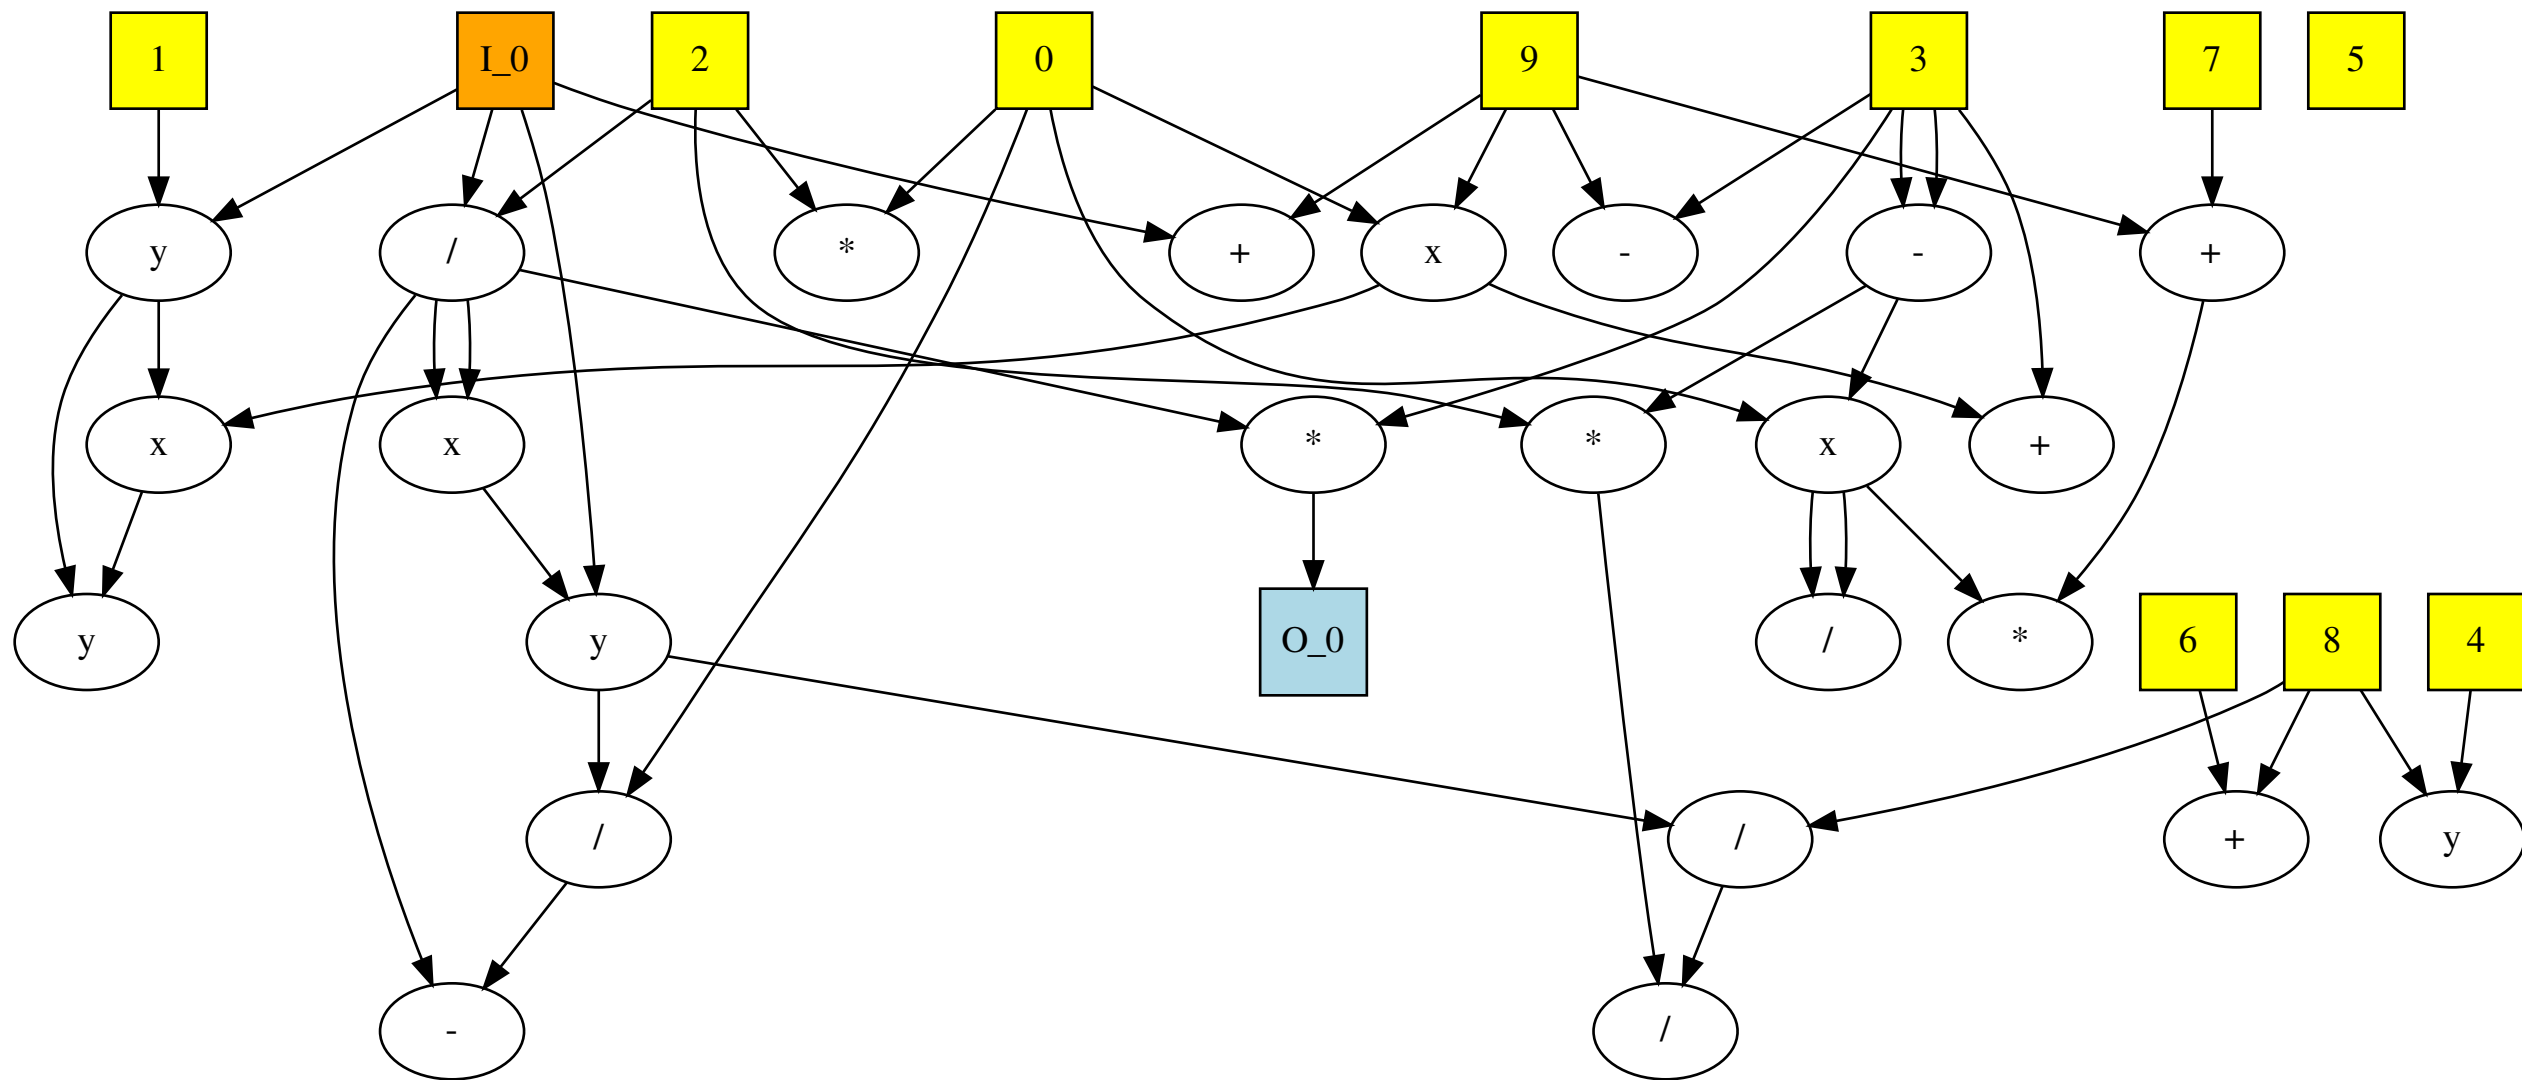 1 I_0 2 0 9 3 7 5
y / * + x - - +
x x * * x +
y y O_0 / * 6 8 4
/ / + y
- /